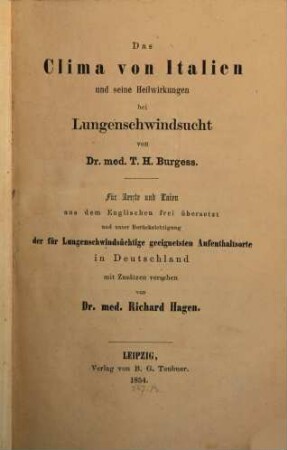 Das
Clima von Italien
und seine Heilwirkungen
bei
Lungenschwindsucht
von
Dr. med. T. H. Burgess.
Für Aerzte und Laien
aus dem Englischen frei übersetzt
und unter Berücksichtigung
der für Lungenschwindsüchtige geeignetsten Aufenthaltsorte
in Deutschland
mit Zusätzen versehen
von
Dr. med. Richard Hagen.
LEIPZIG,
Verlag von B. G. Teubner.
1854.